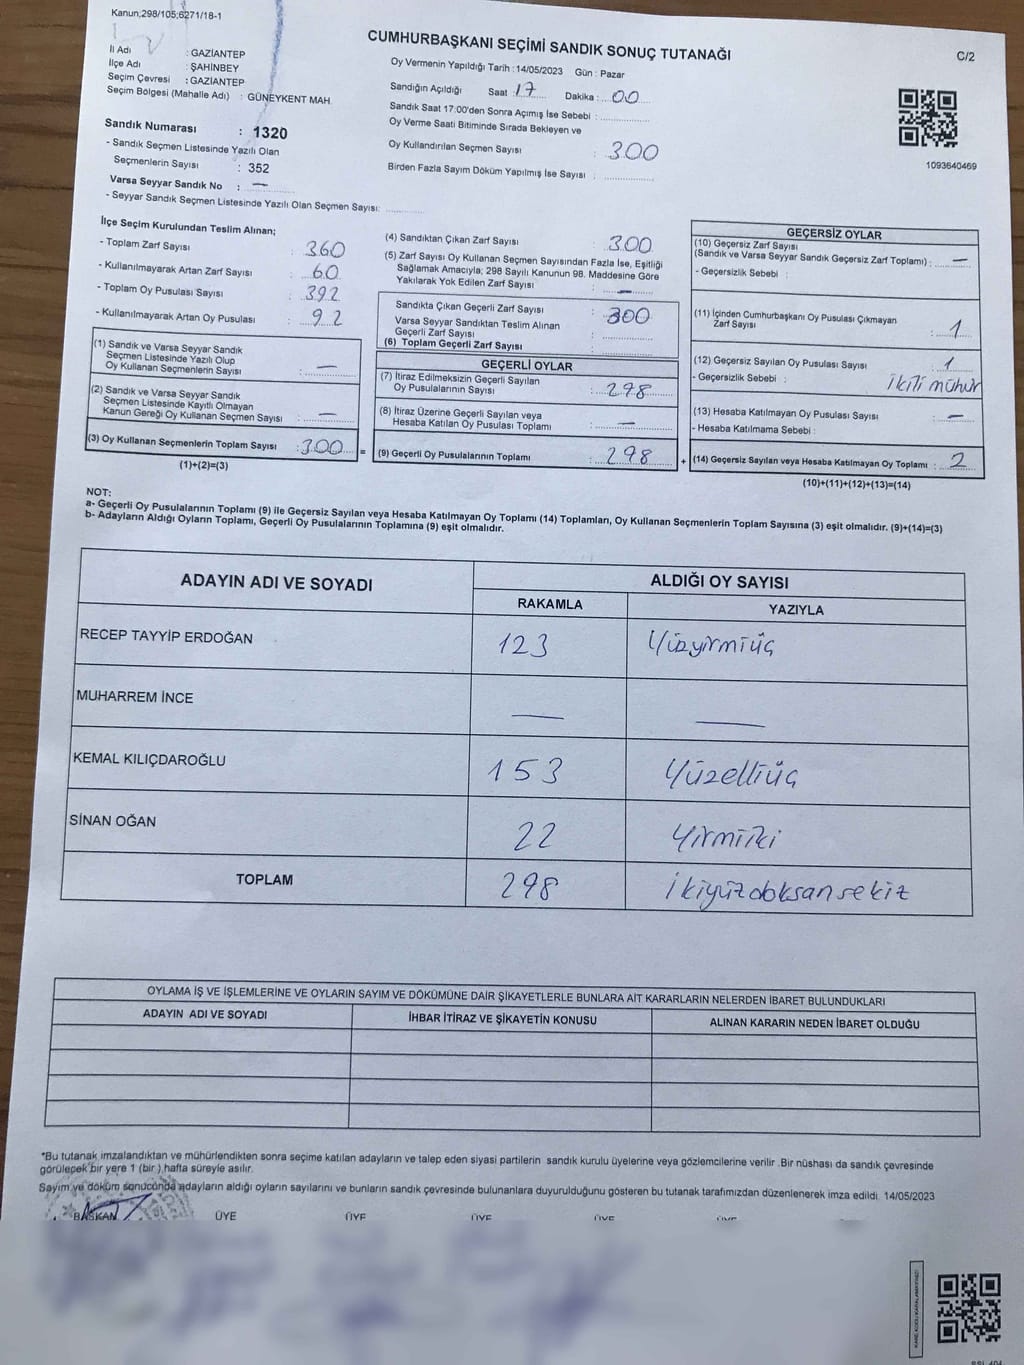 Kanun;298/105;6271/18-1
CUMHURBAŞKANI SEÇİMİ SANDIK SONUÇ TUTANAĞI
C/2
İl Adı : GAZİANTEP
İlçe Adı : ŞAHİNBEY
Seçim Çevresi : GAZİANTEP
Seçim Bölgesi (Mahalle Adı) : GÜNEYKENT MAH.
Sandık Numarası : 1320
- Sandık Seçmen Listesinde Yazılı Olan
Seçmenlerin Sayısı : 352
Varsa Seyyar Sandık No : —
- Seyyar Sandık Seçmen Listesinde Yazılı Olan Seçmen Sayısı:
Oy Vermenin Yapıldığı Tarih : 14/05/2023 Gün : Pazar
Sandığın Açıldığı Saat : 17 Dakika : 00
Sandık Saat 17:00'den Sonra Açımış İse Sebebi :
Oy Verme Saati Bitiminde Sırada Bekleyen ve
Oy Kullandırılan Seçmen Sayısı : 300
Birden Fazla Sayım Döküm Yapılmış İse Sayısı :
1093640469
İlçe Seçim Kurulundan Teslim Alınan;
- Toplam Zarf Sayısı : 360
- Kullanılmayarak Artan Zarf Sayısı : 60
- Toplam Oy Pusulası Sayısı : 392
- Kullanılmayarak Artan Oy Pusulası : 92
(1) Sandık ve Varsa Seyyar Sandık
Seçmen Listesinde Yazılı Olup
Oy Kullanan Seçmenlerin Sayısı : —
(2) Sandık ve Varsa Seyyar Sandık
Seçmen Listesinde Kayıtlı Olmayan
Kanun Gereği Oy Kullanan Seçmen Sayısı : —
(3) Oy Kullanan Seçmenlerin Toplam Sayısı : 300 =
(1)+(2)=(3)
(4) Sandıktan Çıkan Zarf Sayısı : 300
(5) Zarf Sayısı Oy Kullanan Seçmen Sayısından Fazla İse, Eşitliği
Sağlamak Amacıyla; 298 Sayılı Kanunun 98. Maddesine Göre
Yakılarak Yok Edilen Zarf Sayısı : —
Sandıkta Çıkan Geçerli Zarf Sayısı : 300
Varsa Seyyar Sandıktan Teslim Alınan
Geçerli Zarf Sayısı :
(6) Toplam Geçerli Zarf Sayısı :
GEÇERLİ OYLAR
(7) İtiraz Edilmeksizin Geçerli Sayılan
Oy Pusulalarının Sayısı : 298
(8) İtiraz Üzerine Geçerli Sayılan veya
Hesaba Katılan Oy Pusulası Toplamı : —
(9) Geçerli Oy Pusulalarının Toplamı : 298 +
GEÇERSİZ OYLAR
(10) Geçersiz Zarf Sayısı
(Sandık ve Varsa Seyyar Sandık Geçersiz Zarf Toplamı) : —
- Geçersizlik Sebebi :
(11) İçinden Cumhurbaşkanı Oy Pusulası Çıkmayan
Zarf Sayısı : 1
(12) Geçersiz Sayılan Oy Pusulası Sayısı : 1
- Geçersizlik Sebebi : ikili mühür
(13) Hesaba Katılmayan Oy Pusulası Sayısı : —
- Hesaba Katılmama Sebebi :
(14) Geçersiz Sayılan veya Hesaba Katılmayan Oy Toplamı : 2
(10)+(11)+(12)+(13)=(14)
NOT:
a- Geçerli Oy Pusulalarının Toplamı (9) ile Geçersiz Sayılan veya Hesaba Katılmayan Oy Toplamı (14) Toplamları, Oy Kullanan Seçmenlerin Toplam Sayısına (3) eşit olmalıdır. (9)+(14)=(3)
b- Adayların Aldığı Oyların Toplamı, Geçerli Oy Pusulalarının Toplamına (9) eşit olmalıdır.
ADAYIN ADI VE SOYADI ALDIĞI OY SAYISI
RAKAMLA YAZIYLA
RECEP TAYYİP ERDOĞAN 123 Yüzyirmiüç
MUHARREM İNCE — —
KEMAL KILIÇDAROĞLU 153 Yüzelliüç
SİNAN OĞAN 22 Yirmiiki
TOPLAM 298 ikiyüzdoksansekiz
OYLAMA İŞ VE İŞLEMLERİNE VE OYLARIN SAYIM VE DÖKÜMÜNE DAİR ŞİKAYETLERLE BUNLARA AİT KARARLARIN NELERDEN İBARET BULUNDUKLARI
ADAYIN ADI VE SOYADI İHBAR İTİRAZ VE ŞİKAYETİN KONUSU ALINAN KARARIN NEDEN İBARET OLDUĞU
*Bu tutanak imzalandıktan ve mühürlendikten sonra seçime katılan adayların ve talep eden siyasi partilerin sandık kurulu üyelerine veya gözlemcilerine verilir. Bir nüshası da sandık çevresinde
görülecek bir yere 1 (bir ) hafta süreyle asılır.
Sayım ve döküm sonucunda adayların aldığı oyların sayılarını ve bunların sandık çevresinde bulunanlara duyurulduğunu gösteren bu tutanak tarafımızdan düzenlenerek imza edildi. 14/05/2023
BAŞKAN ÜYE ÜYE ÜYE ÜYE ÜYE